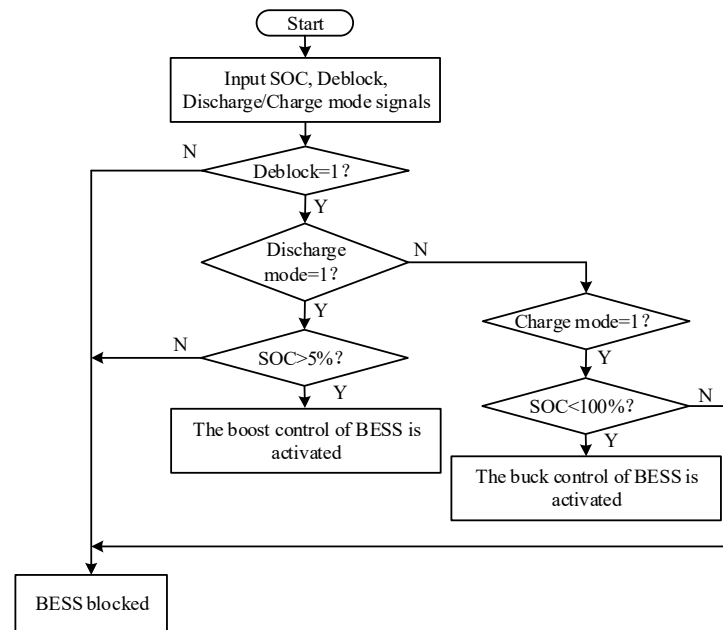 Start
Input SOC, Deblock,
Discharge/Charge mode signals
N
Deblock=1?
Y
Discharge
mode=1?
N
Y
Charge mode=1?
Y
N
SOC>5%?
Y
SOC<100%?
N
Y
The boost control of BESS is
activated
The buck control of BESS is
activated
BESS blocked